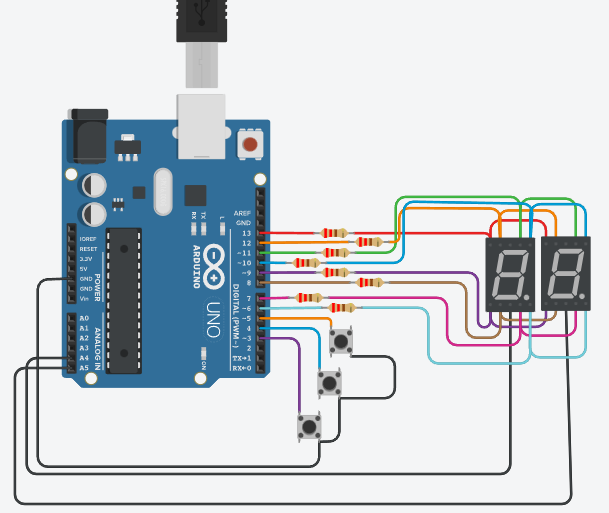 AREF
GND
13
12
~11
~10
~9
8
7
~6
~5
4
~3
2
TX→1
RX←0
DIGITAL (PWM~)
IOREF
RESET
3.3V
5V
GND
GND
Vin
POWER
A0
A1
A2
A3
A4
A5
ANALOG IN
RX
TX
L
ARDUINO
UNO
ON